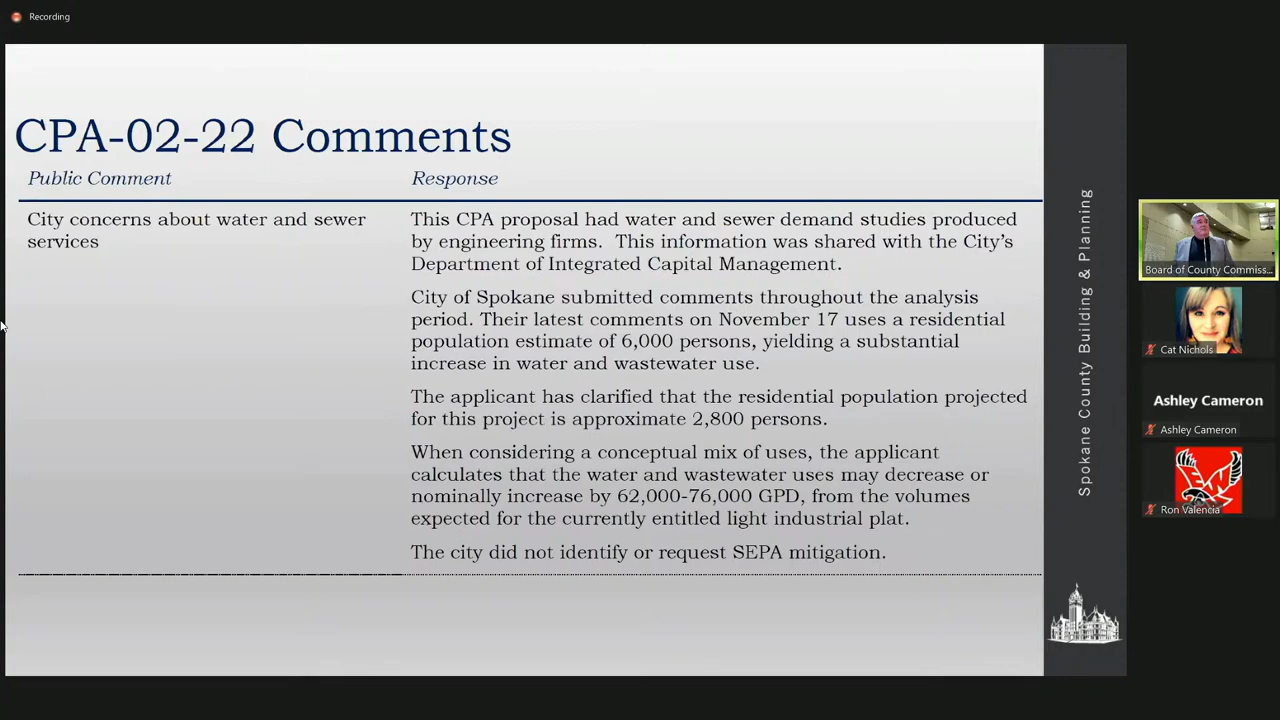 Recording
CPA-02-22 Comments
Public Comment
Response
City concerns about water and sewer
services
This CPA proposal had water and sewer demand studies produced
by engineering firms.  This information was shared with the City's
Department of Integrated Capital Management.
City of Spokane submitted comments throughout the analysis
period. Their latest comments on November 17 uses a residential
population estimate of 6,000 persons, yielding a substantial
increase in water and wastewater use.
The applicant has clarified that the residential population projected
for this project is approximate 2,800 persons.
When considering a conceptual mix of uses, the applicant
calculates that the water and wastewater uses may decrease or
nominally increase by 62,000-76,000 GPD, from the volumes
expected for the currently entitled light industrial plat.
The city did not identify or request SEPA mitigation.
Spokane County Building & Planning
Board of County Commiss...
Cat Nichols
Ashley Cameron
Ashley Cameron
Ron Valencia